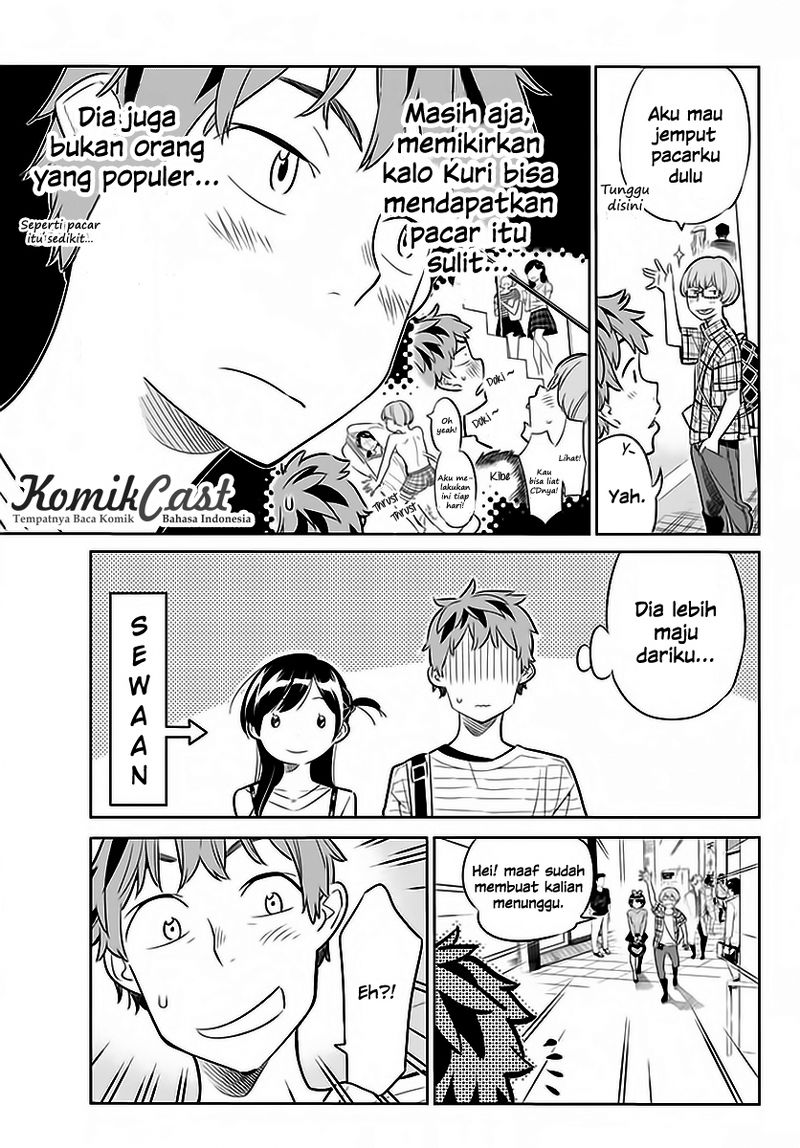 Aku mau
jemput
pacarku
dulu
Tunggu
disini
Yah.
Masih aja,
memikirkan
kalo Kuri bisa
mendapatkan
pacar itu
sulit...
Dia juga
bukan orang
yang populer...
Seperti pacar
itu sedikit...
Doki~
Doki~
Lihat!
Kau
bisa liat
CDnya!
Kibe
Oh
yeah!
Aku me-
lakukan
ini tiap
hari!
Thrust
Thrust
KomikCast
Tempatnya Baca Komik Bahasa Indonesia
Dia lebih
maju
dariku...
SEWAAN
Hei! maaf sudah
membuat kalian
menunggu.
Eh?!